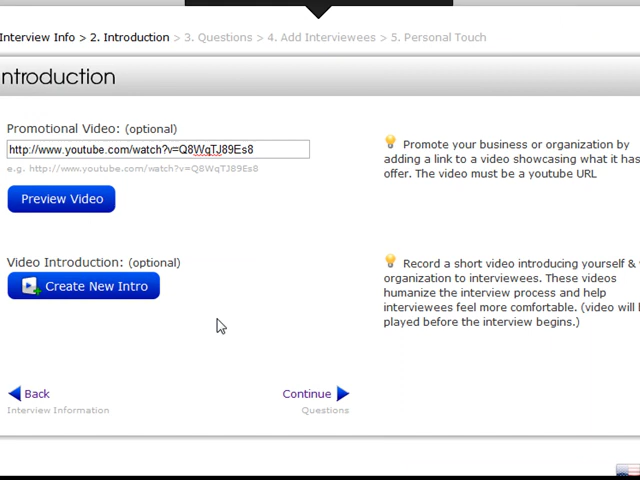 Interview Info > 2. Introduction > 3. Questions > 4. Add Interviewees > 5. Personal Touch
ntroduction
Promotional Video: (optional)
http://www.youtube.com/watch?v=Q8WqTJ89Es8
e.g. http://www.youtube.com/watch?v=Q8WqTJ89Es8
Preview Video
Promote your business or organization by
adding a link to a video showcasing what it has
offer. The video must be a youtube URL
Video Introduction: (optional)
Create New Intro
Record a short video introducing yourself &
organization to interviewees. These videos
humanize the interview process and help
interviewees feel more comfortable. (video will
played before the interview begins.)
Back
Interview Information
Continue
Questions